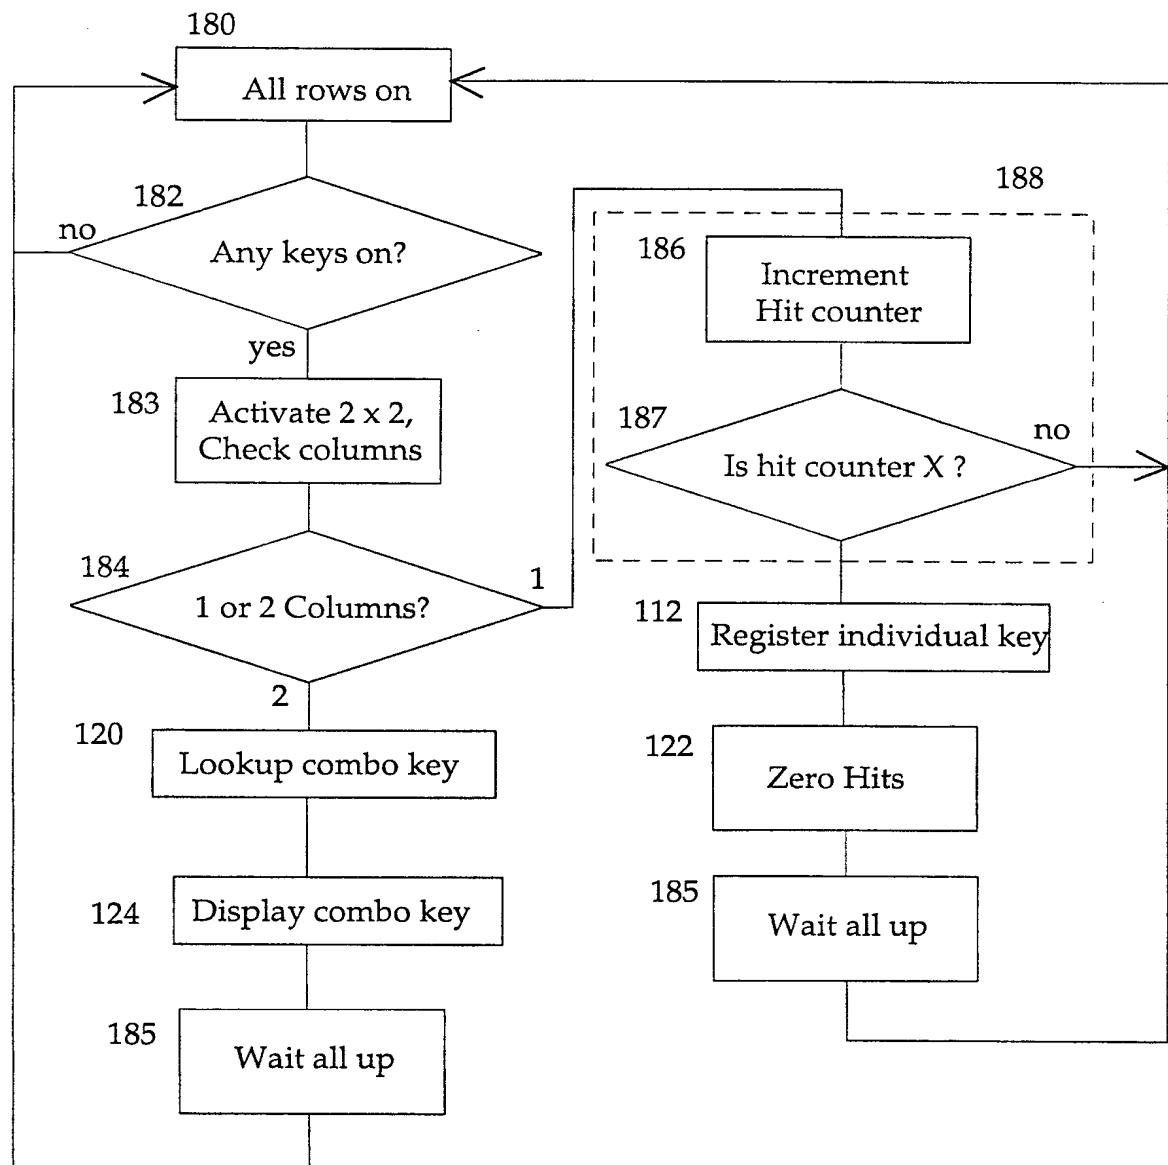 180
All rows on
182
no
Any keys on?
yes
183
Activate 2 x 2,
Check columns
184
1 or 2 Columns?
1
2
120
Lookup combo key
124
Display combo key
185
Wait all up
188
186
Increment
Hit counter
187
no
Is hit counter X ?
112
Register individual key
122
Zero Hits
185
Wait all up